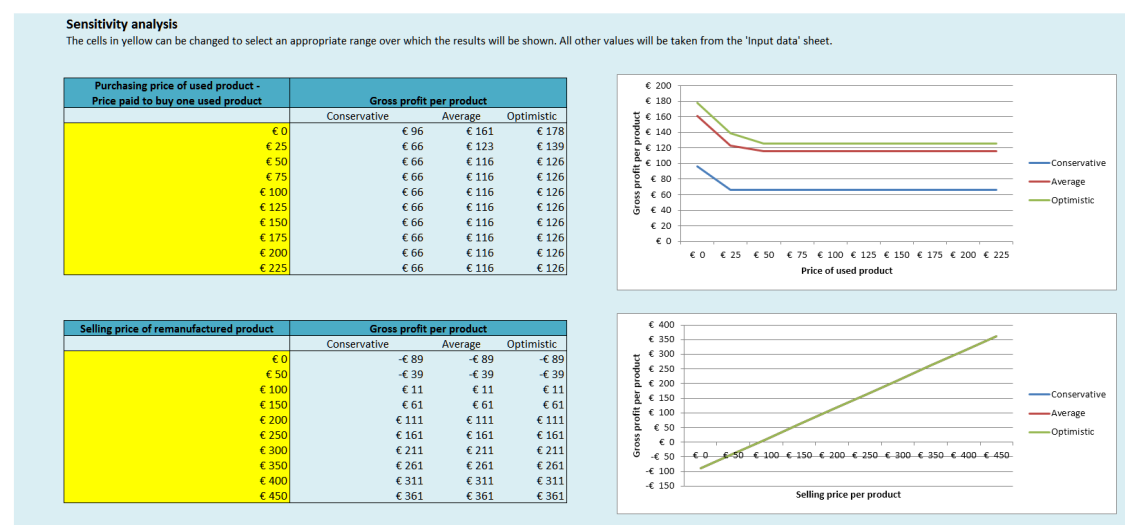 Sensitivity analysis
The cells in yellow can be changed to select an appropriate range over which the results will be shown. All other values will be taken from the 'Input data' sheet.
Purchasing price of used product -
Price paid to buy one used product Gross profit per product
Conservative Average Optimistic
€ 0 € 96 € 161 € 178
€ 25 € 66 € 123 € 139
€ 50 € 66 € 116 € 126
€ 75 € 66 € 116 € 126
€ 100 € 66 € 116 € 126
€ 125 € 66 € 116 € 126
€ 150 € 66 € 116 € 126
€ 175 € 66 € 116 € 126
€ 200 € 66 € 116 € 126
€ 225 € 66 € 116 € 126
Gross profit per product
€ 200
€ 180
€ 160
€ 140
€ 120
€ 100
€ 80
€ 60
€ 40
€ 20
€ 0
€ 0 € 25 € 50 € 75 € 100 € 125 € 150 € 175 € 200 € 225
Price of used product
Conservative
Average
Optimistic
Selling price of remanufactured product Gross profit per product
Conservative Average Optimistic
€ 0 -€ 89 -€ 89 -€ 89
€ 50 -€ 39 -€ 39 -€ 39
€ 100 € 11 € 11 € 11
€ 150 € 61 € 61 € 61
€ 200 € 111 € 111 € 111
€ 250 € 161 € 161 € 161
€ 300 € 211 € 211 € 211
€ 350 € 261 € 261 € 261
€ 400 € 311 € 311 € 311
€ 450 € 361 € 361 € 361
Gross profit per product
€ 400
€ 350
€ 300
€ 250
€ 200
€ 150
€ 100
€ 50
€ 0
-€ 50
-€ 100
-€ 150
€ 0 € 50 € 100 € 150 € 200 € 250 € 300 € 350 € 400 € 450
Selling price per product
Conservative
Average
Optimistic